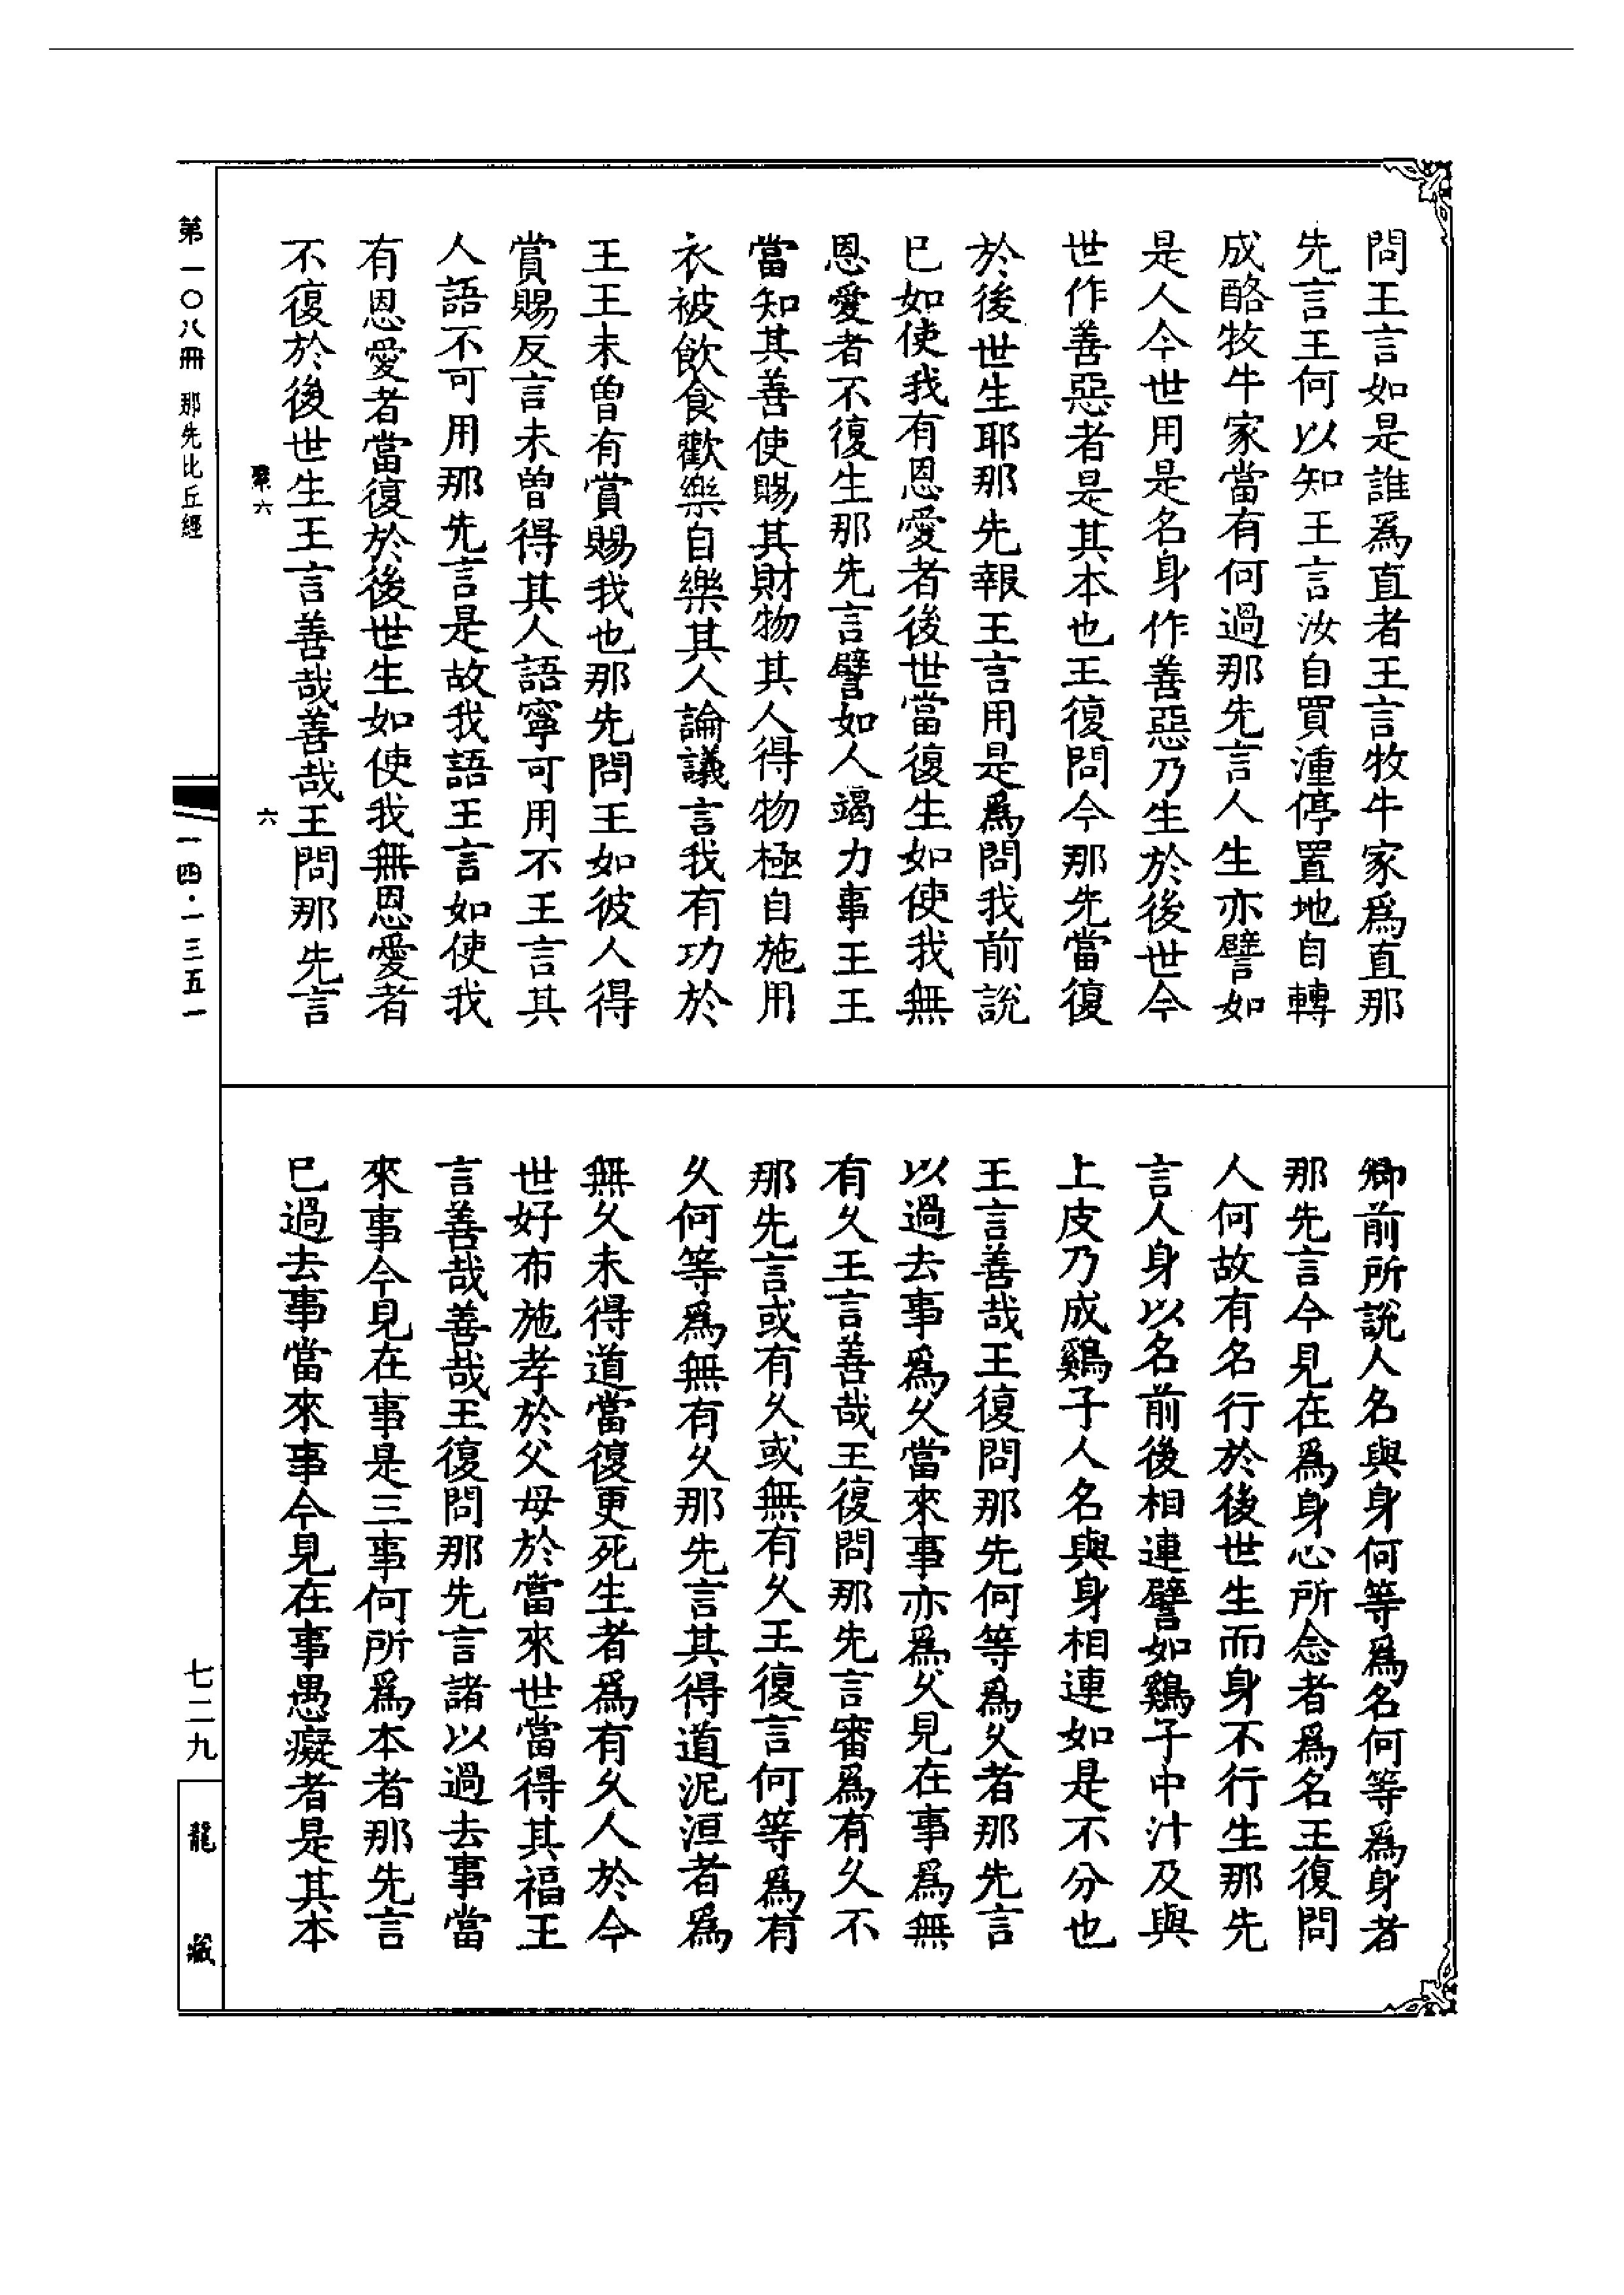 問王言如是誰爲直者王言牧牛家爲直那
先言王何以知王言汝自買湩停置地自轉
成酪牧牛家當有何過那先言人生亦譬如
是人今世用是名身作善惡乃生於後世今
世作善惡者是其本也王復問今那先當復
於後世生耶那先報王言用是爲問我前說
已如使我有恩愛者後世當復生如使我無
恩愛者不復生那先言譬如人竭力事王王
當知其善使賜其財物其人得物極自施用
衣被飲食歡樂自樂其人論議言我有功於
王王未曾有賞賜我也那先問王如彼人得
賞賜反言未曾得其人語寧可用不王言其
人語不可用那先言是故我語王言如使我
有恩愛者當復於後世生如使我無恩愛者
不復於後世生王言善哉善哉王問那先言
六
卿前所說人名與身何等爲名何等爲身者
那先言今見在爲身心所念者爲名王復問
人何故有名行於後世生而身不行生那先
言人身以名前後相連譬如鷄子中汁及與
上皮乃成鷄子人名與身相連如是不分也
王言善哉王復問那先何等爲久者那先言
以過去事爲久當來事亦爲久見在事爲無
有久王言善哉王復問那先言審爲有久不
那先言或有久或無有久王復言何等爲有
久何等爲無有久那先言其得道泥洹者爲
無久未得道當復更死生者爲有久人於今
世好布施孝於父母於當來世當得其福王
言善哉善哉王復問那先言諸以過去事當
來事今見在事是三事何所爲本者那先言
已過去事當來事今見在事愚癡者是其本
第一〇八冊 那先比丘經
一四·一三五一
七二九
龍藏